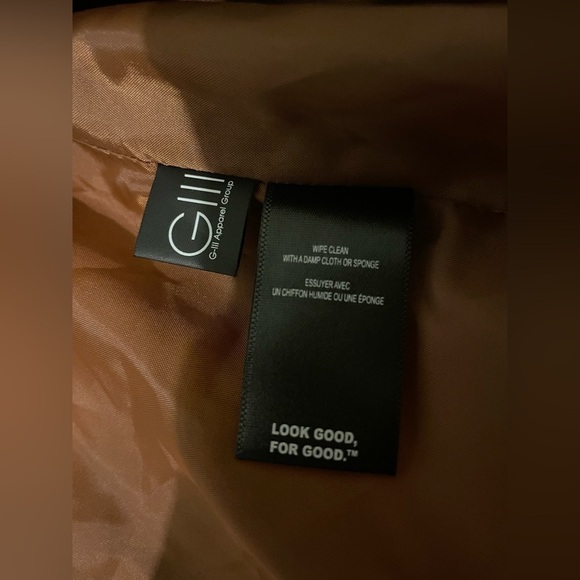 GIII
G-III Apparel Group
WIPE CLEAN
WITH A DAMP CLOTH OR SPONGE
ESSUYER AVEC
UN CHIFFON HUMIDE OU UNE ÉPONGE
LOOK GOOD,
FOR GOOD.™